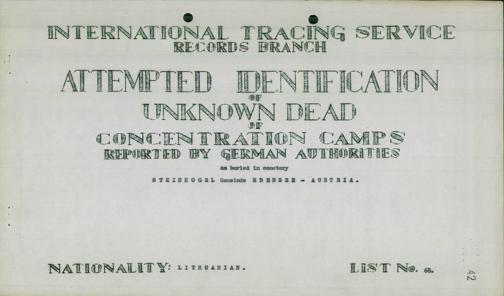 INTERNATIONAL TRACING SERVICE
RECORDS BRANCH
ATTEMPTED IDENTIFICATION
OF
UNKNOWN DEAD
OF
CONCENTRATION CAMPS
REPORTED BY GERMAN AUTHORITIES
as buried in cemetery
STEINKOGEL Gemeinde EBENSEE - AUSTRIA.
NATIONALITY: LITHUANIAN.
LIST No. 68.
42